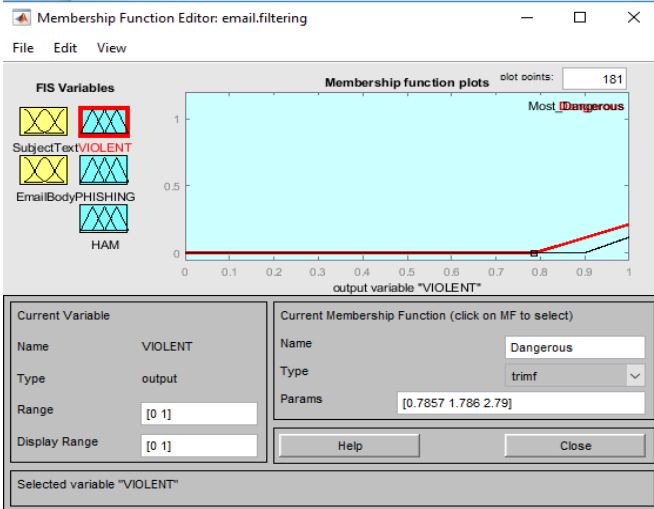 Membership Function Editor: email.filtering
File Edit View
FIS Variables
Membership function plots
plot points:
181
SubjectText
VIOLENT
EmailBody
PHISHING
HAM
Most_Dangerous
Dangerous
1
0.5
0
0 0.1 0.2 0.3 0.4 0.5 0.6 0.7 0.8 0.9 1
output variable "VIOLENT"
Current Variable
Name VIOLENT
Type output
Range [0 1]
Display Range [0 1]
Current Membership Function (click on MF to select)
Name Dangerous
Type trimf
Params [0.7857 1.786 2.79]
Help
Close
Selected variable "VIOLENT"